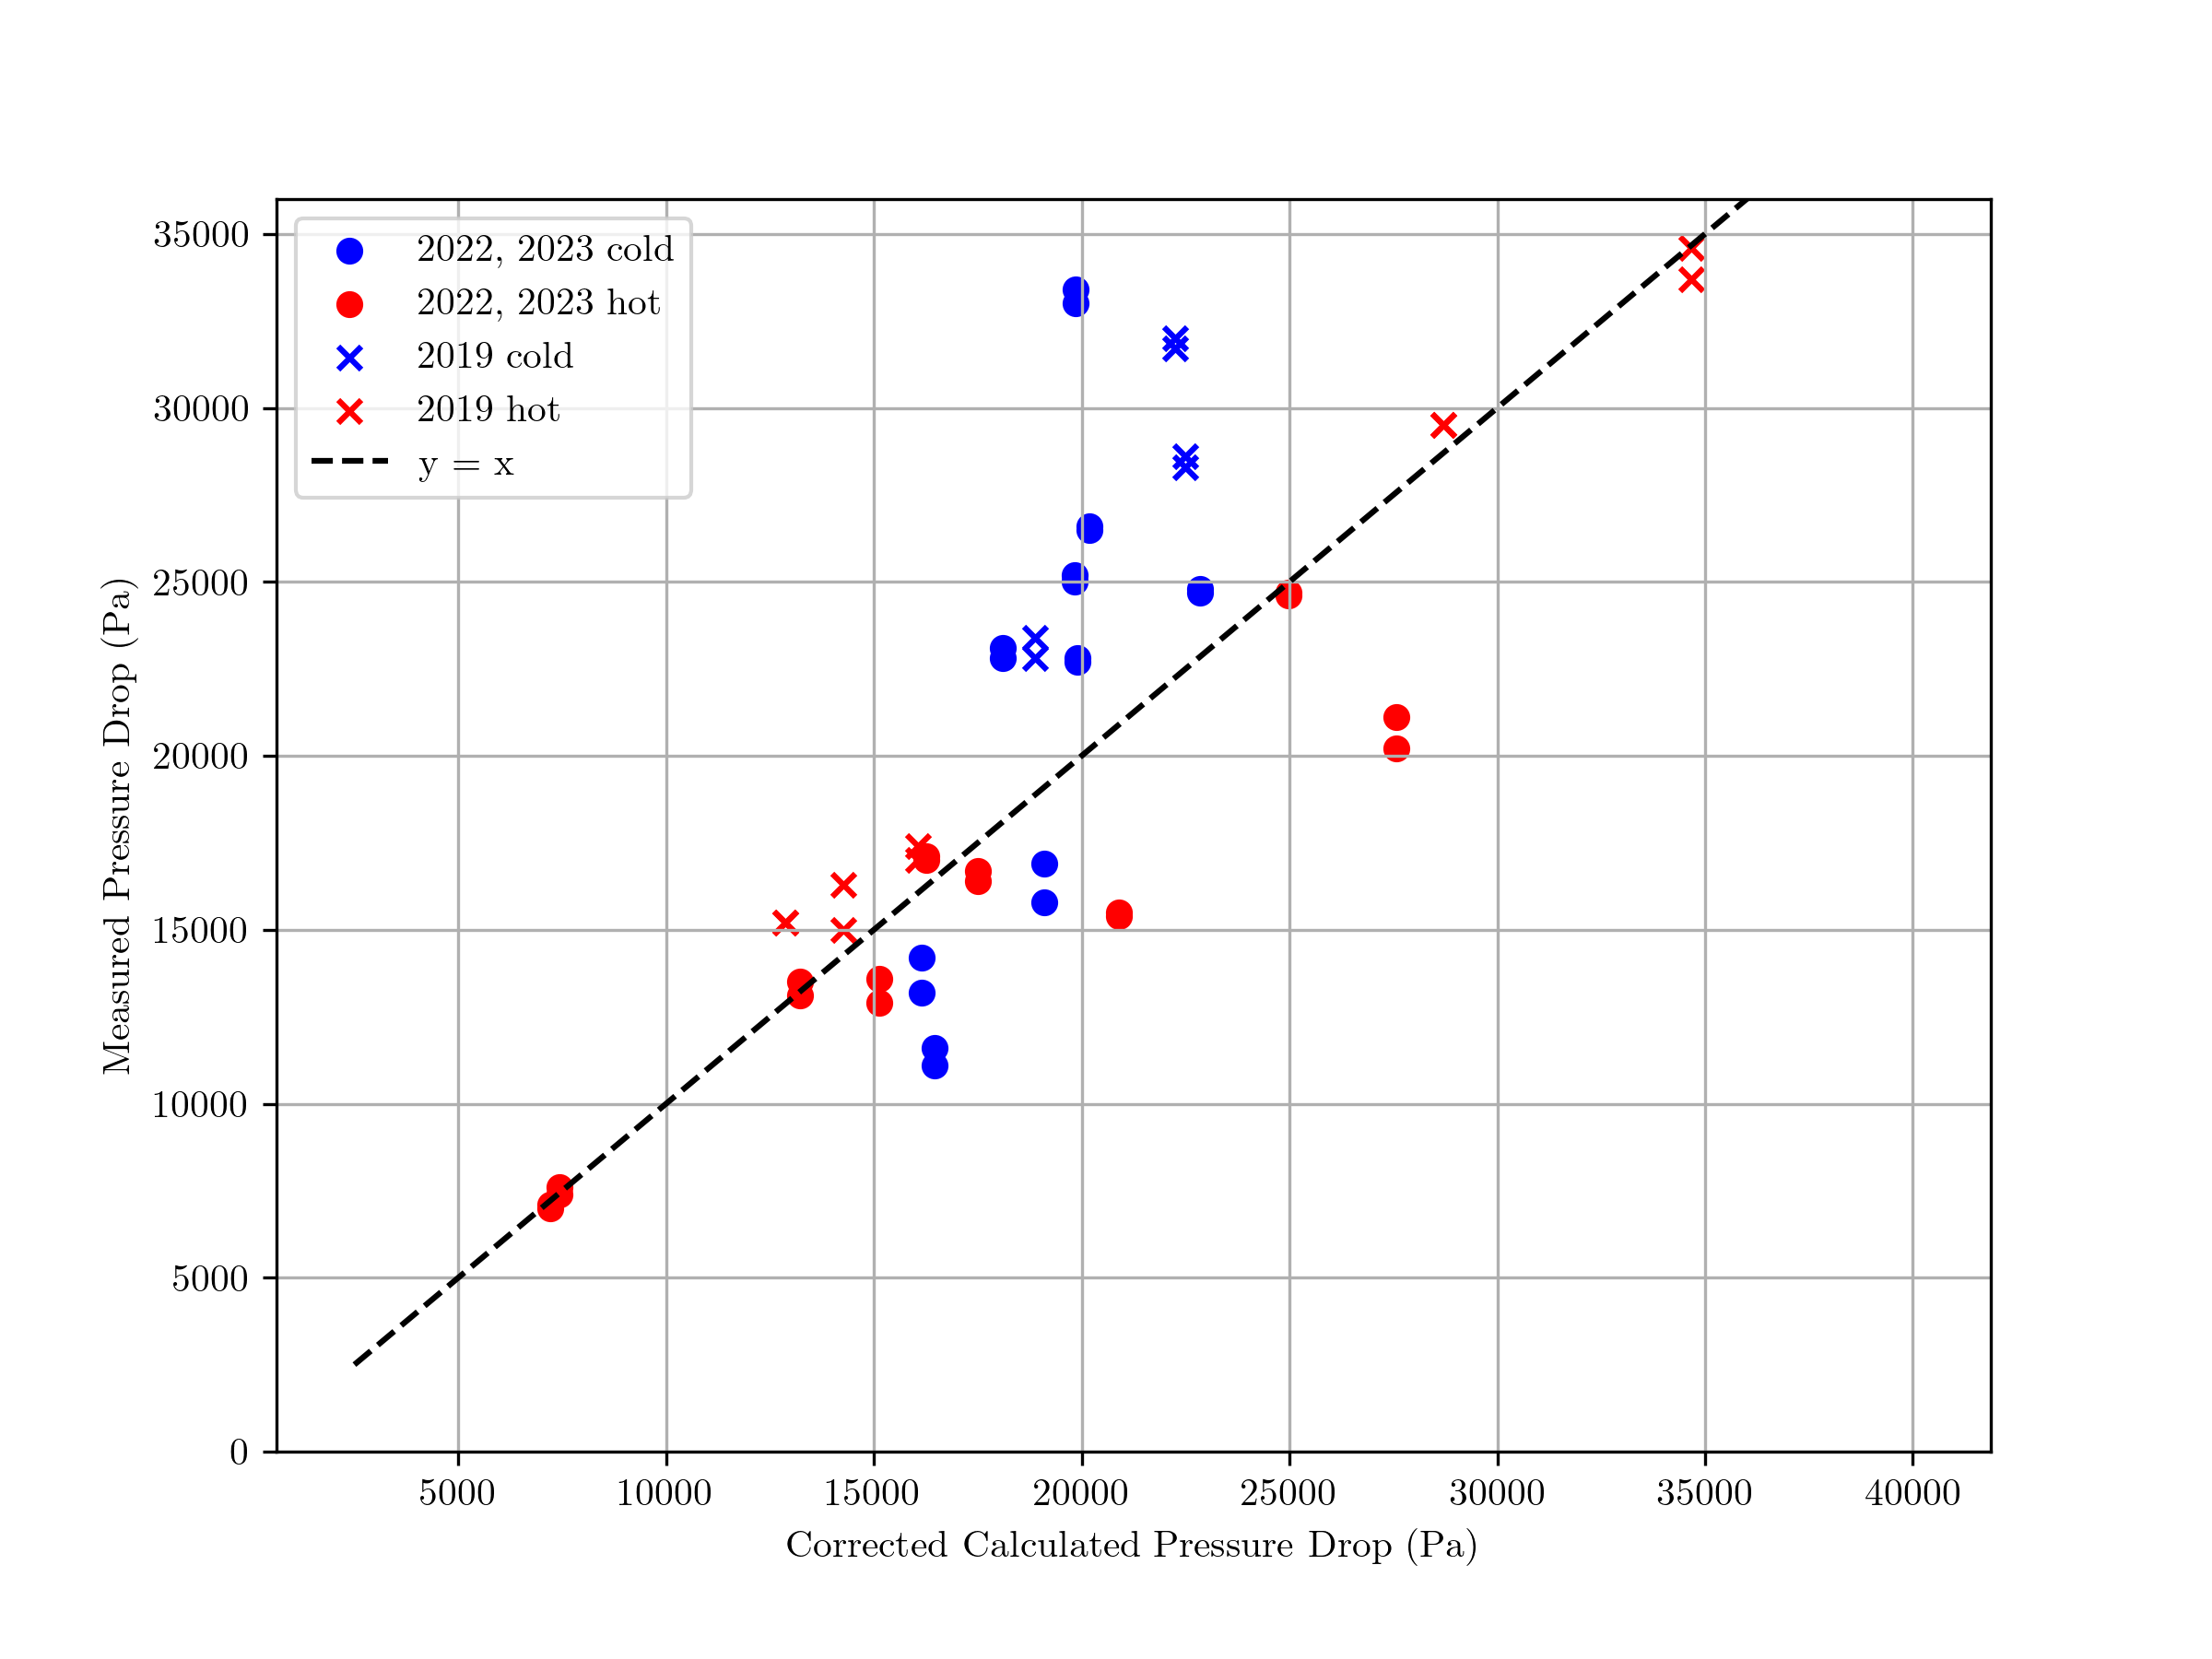 35000
30000
25000
20000
15000
10000
5000
0
Measured Pressure Drop (Pa)
2022, 2023 cold
2022, 2023 hot
2019 cold
2019 hot
y = x
5000 10000 15000 20000 25000 30000 35000 40000
Corrected Calculated Pressure Drop (Pa)